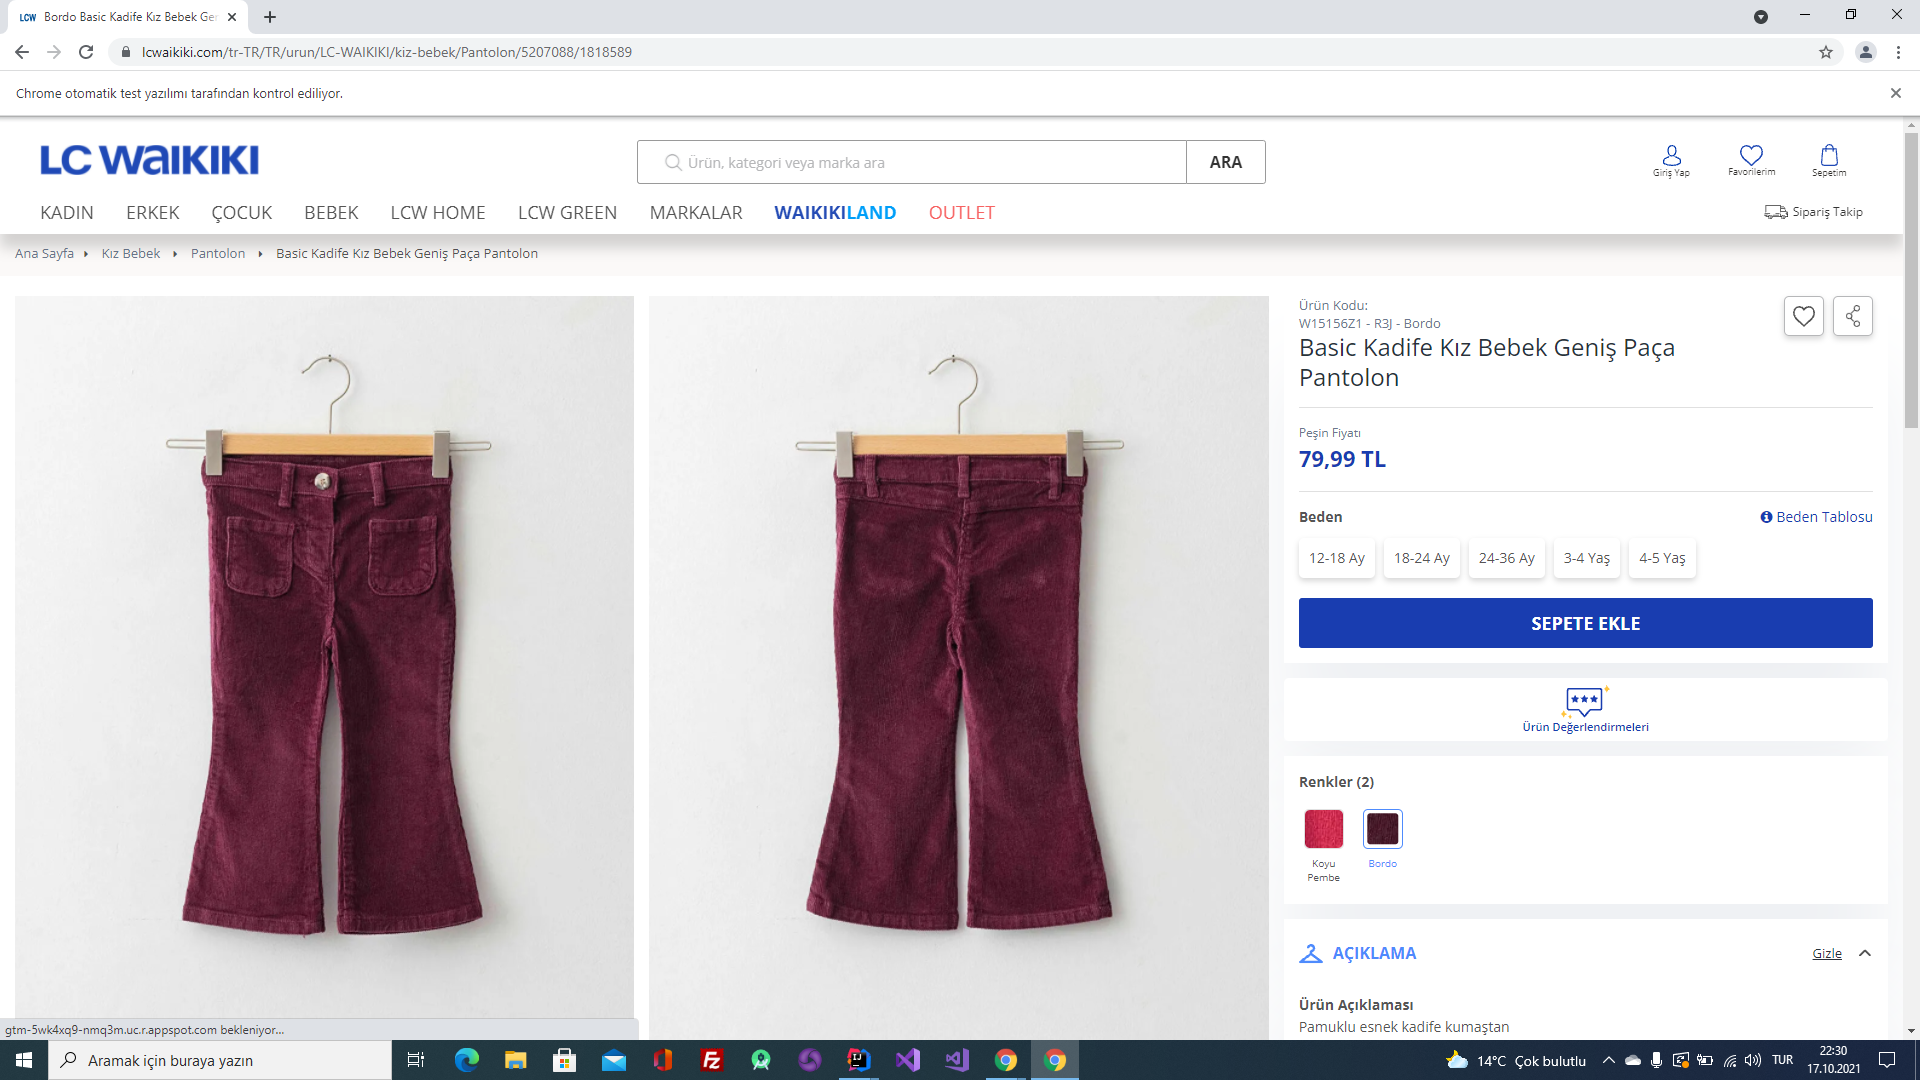 LCW Bordo Basic Kadife Kız Bebek Ge
lcwaikiki.com/tr-TR/TR/urun/LC-WAIKIKI/kiz-bebek/Pantolon/5207088/1818589
Chrome otomatik test yazılımı tarafından kontrol ediliyor.
LC WAIKIKI
Ürün, kategori veya marka ara
ARA
Giriş Yap
Favorilerim
Sepetim
KADIN ERKEK ÇOCUK BEBEK LCW HOME LCW GREEN MARKALAR WAIKIKILAND OUTLET
Sipariş Takip
Ana Sayfa Kız Bebek Pantolon Basic Kadife Kız Bebek Geniş Paça Pantolon
Ürün Kodu:
W15156Z1 - R3J - Bordo
Basic Kadife Kız Bebek Geniş Paça
Pantolon
Peşin Fiyatı
79,99 TL
Beden
Beden Tablosu
12-18 Ay 18-24 Ay 24-36 Ay 3-4 Yaş 4-5 Yaş
SEPETE EKLE
Ürün Değerlendirmeleri
Renkler (2)
Koyu
Pembe
Bordo
AÇIKLAMA
Gizle
Ürün Açıklaması
Pamuklu esnek kadife kumaştan
gtm-5wk4xq9-nmq3m.uc.r.appspot.com bekleniyor...
Aramak için buraya yazın
14°C Çok bulutlu
TUR
22:30
17.10.2021